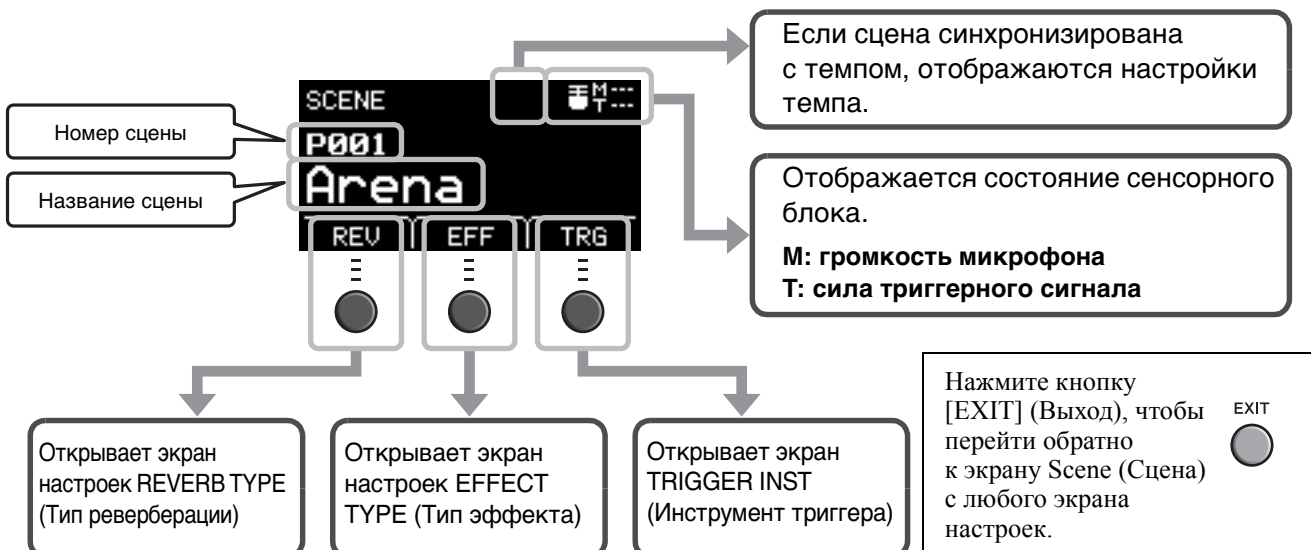 Если сцена синхронизирована
с темпом, отображаются настройки
темпа.
SCENE
M---
T---
Номер сцены
P001
Название сцены
Arena
Отображается состояние сенсорного
блока.
M: громкость микрофона
T: сила триггерного сигнала
REV
EFF
TRG
Открывает экран
настроек REVERB TYPE
(Тип реверберации)
Открывает экран
настроек EFFECT
TYPE (Тип эффекта)
Открывает экран
TRIGGER INST
(Инструмент триггера)
Нажмите кнопку
[EXIT] (Выход), чтобы
перейти обратно
к экрану Scene (Сцена)
с любого экрана
настроек.
EXIT